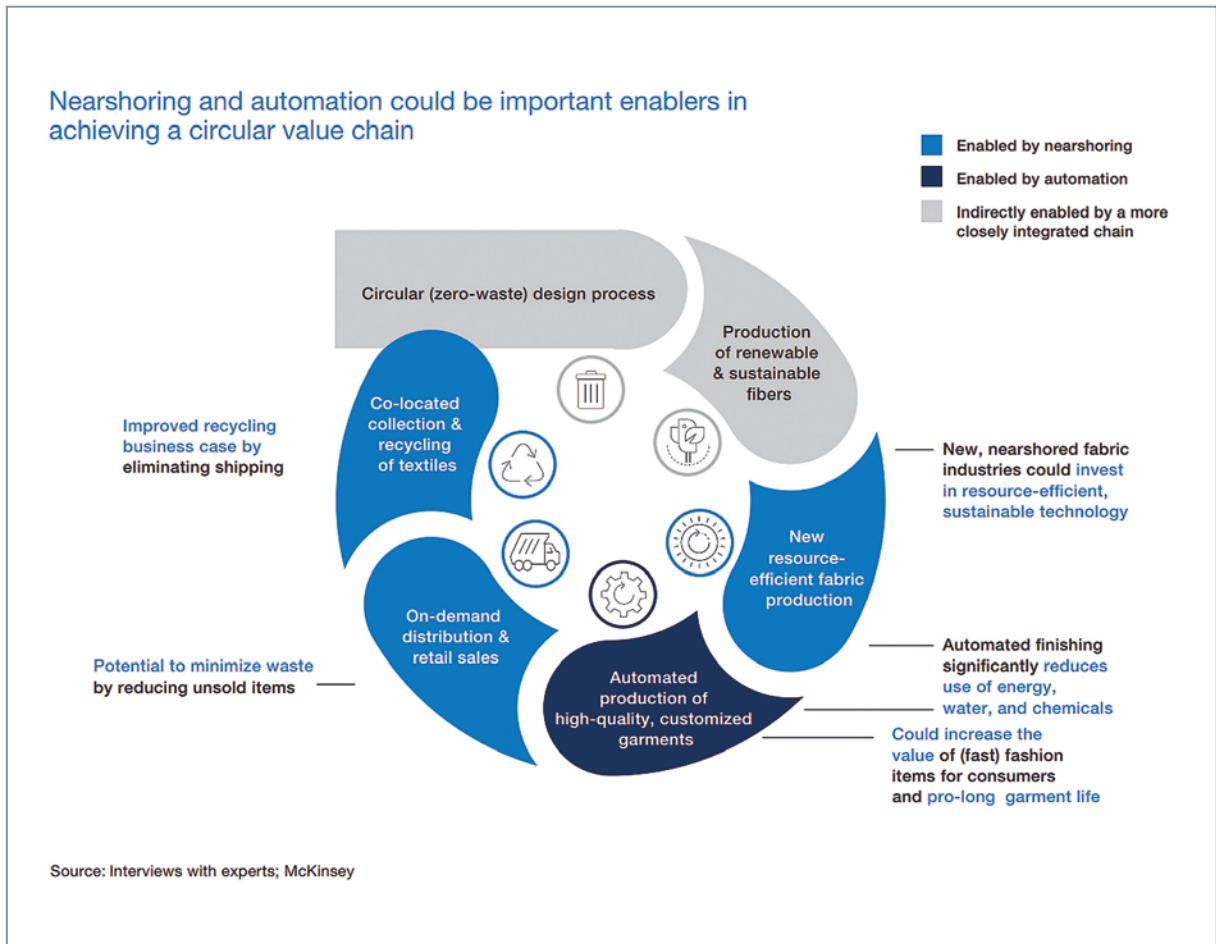 Nearshoring and automation could be important enablers in
achieving a circular value chain
Enabled by nearshoring
Enabled by automation
Indirectly enabled by a more
closely integrated chain
Circular (zero-waste) design process
Production
of renewable
& sustainable
fibers
Co-located
collection &
recycling
of textiles
Improved recycling
business case by
eliminating shipping
New, nearshored fabric
industries could invest
in resource-efficient,
sustainable technology
New
resource-
efficient fabric
production
On-demand
distribution &
retail sales
Potential to minimize waste
by reducing unsold items
Automated
production of
high-quality, customized
garments
Automated finishing
significantly reduces
use of energy,
water, and chemicals
Could increase the
value of (fast) fashion
items for consumers
and pro-long garment life
Source: Interviews with experts; McKinsey